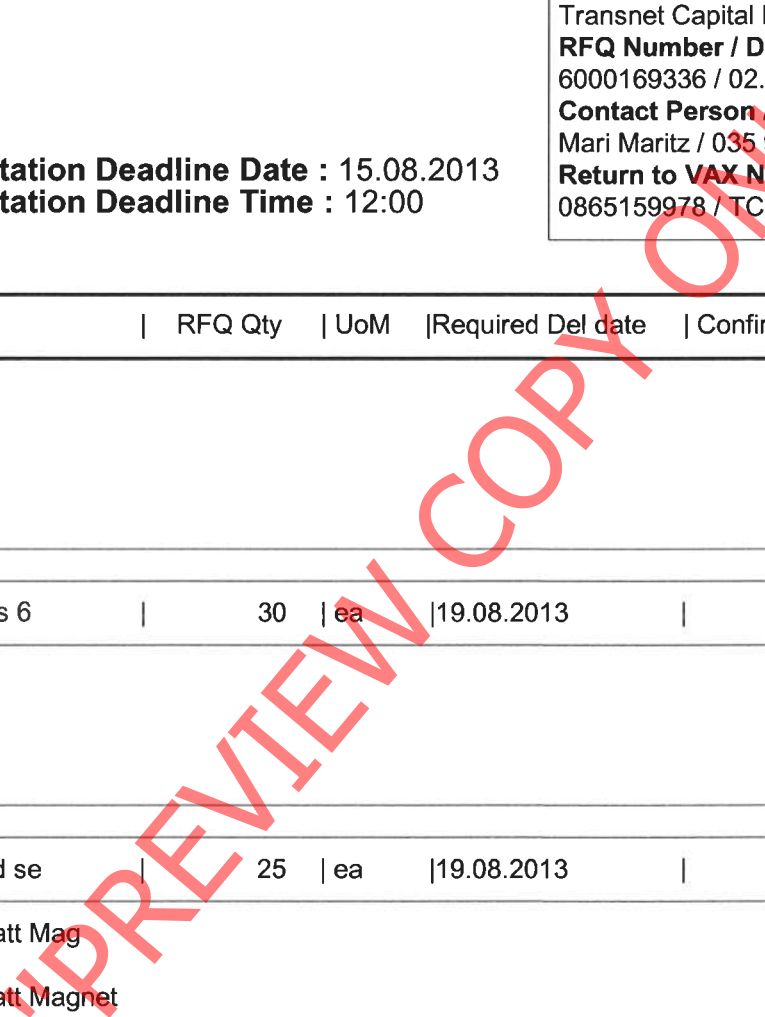 Transnet Capital
RFQ Number / D
6000169336 / 02.
Contact Person
Mari Maritz / 035
Return to VAX N
0865159978 / TC
tation Deadline Date : 15.08.2013
tation Deadline Time : 12:00
| RFQ Qty | UoM |Required Del date | Confir
s 6 | 30 | ea |19.08.2013 |
d se | 25 | ea |19.08.2013 |
att Mag
att Magnet
"PREVIEW COPY ON